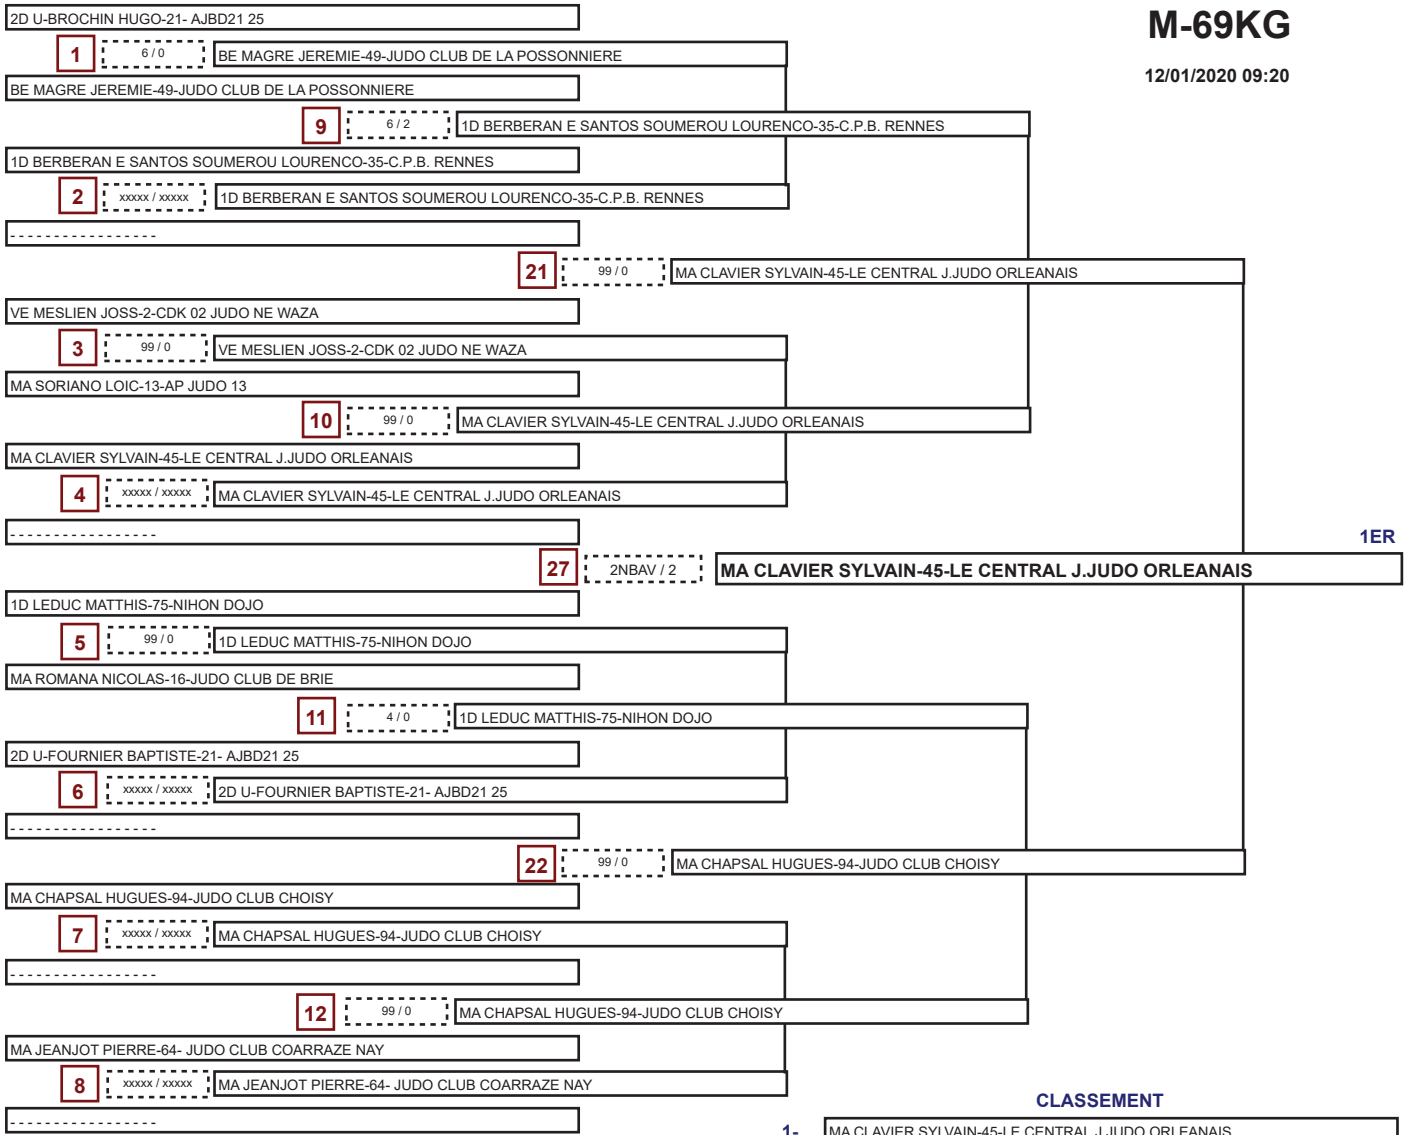 M-69KG
12/01/2020 09:20
2D U-BROCHIN HUGO-21- AJBD21 25
1 6 / 0 BE MAGRE JEREMIE-49-JUDO CLUB DE LA POSSONNIERE
BE MAGRE JEREMIE-49-JUDO CLUB DE LA POSSONNIERE
9 6 / 2 1D BERBERAN E SANTOS SOUMEROU LOURENCO-35-C.P.B. RENNES
1D BERBERAN E SANTOS SOUMEROU LOURENCO-35-C.P.B. RENNES
2 xxxxx / xxxxx 1D BERBERAN E SANTOS SOUMEROU LOURENCO-35-C.P.B. RENNES
- - - - - - - - - - - - - - - - -
21 99 / 0 MA CLAVIER SYLVAIN-45-LE CENTRAL J.JUDO ORLEANAIS
VE MESLIEN JOSS-2-CDK 02 JUDO NE WAZA
3 99 / 0 VE MESLIEN JOSS-2-CDK 02 JUDO NE WAZA
MA SORIANO LOIC-13-AP JUDO 13
10 99 / 0 MA CLAVIER SYLVAIN-45-LE CENTRAL J.JUDO ORLEANAIS
MA CLAVIER SYLVAIN-45-LE CENTRAL J.JUDO ORLEANAIS
4 xxxxx / xxxxx MA CLAVIER SYLVAIN-45-LE CENTRAL J.JUDO ORLEANAIS
- - - - - - - - - - - - - - - - -
1ER
27 2NBAV / 2 MA CLAVIER SYLVAIN-45-LE CENTRAL J.JUDO ORLEANAIS
1D LEDUC MATTHIS-75-NIHON DOJO
5 99 / 0 1D LEDUC MATTHIS-75-NIHON DOJO
MA ROMANA NICOLAS-16-JUDO CLUB DE BRIE
11 4 / 0 1D LEDUC MATTHIS-75-NIHON DOJO
2D U-FOURNIER BAPTISTE-21- AJBD21 25
6 xxxxx / xxxxx 2D U-FOURNIER BAPTISTE-21- AJBD21 25
- - - - - - - - - - - - - - - - -
22 99 / 0 MA CHAPSAL HUGUES-94-JUDO CLUB CHOISY
MA CHAPSAL HUGUES-94-JUDO CLUB CHOISY
7 xxxxx / xxxxx MA CHAPSAL HUGUES-94-JUDO CLUB CHOISY
- - - - - - - - - - - - - - - - -
12 99 / 0 MA CHAPSAL HUGUES-94-JUDO CLUB CHOISY
MA JEANJOT PIERRE-64- JUDO CLUB COARRAZE NAY
8 xxxxx / xxxxx MA JEANJOT PIERRE-64- JUDO CLUB COARRAZE NAY
- - - - - - - - - - - - - - - - -
CLASSEMENT
1- MA CLAVIER SYLVAIN-45-LE CENTRAL J.JUDO ORLEANAIS